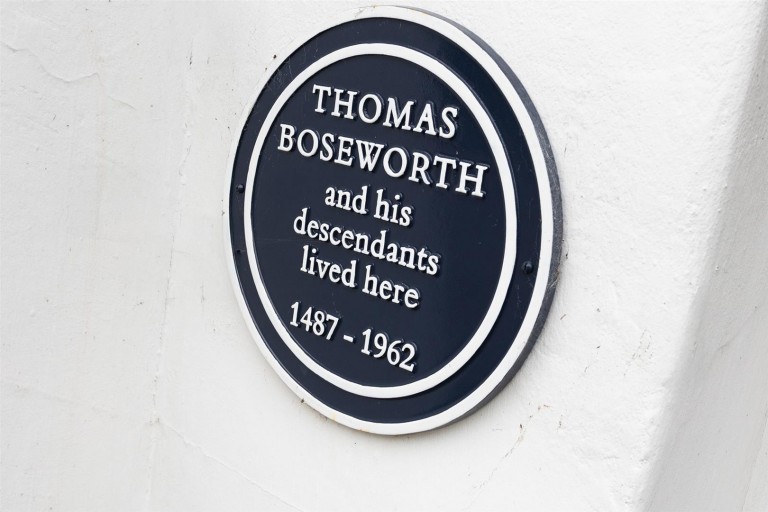 THOMAS
BOSEWORTH
and his
descendants
lived here
1487 - 1962